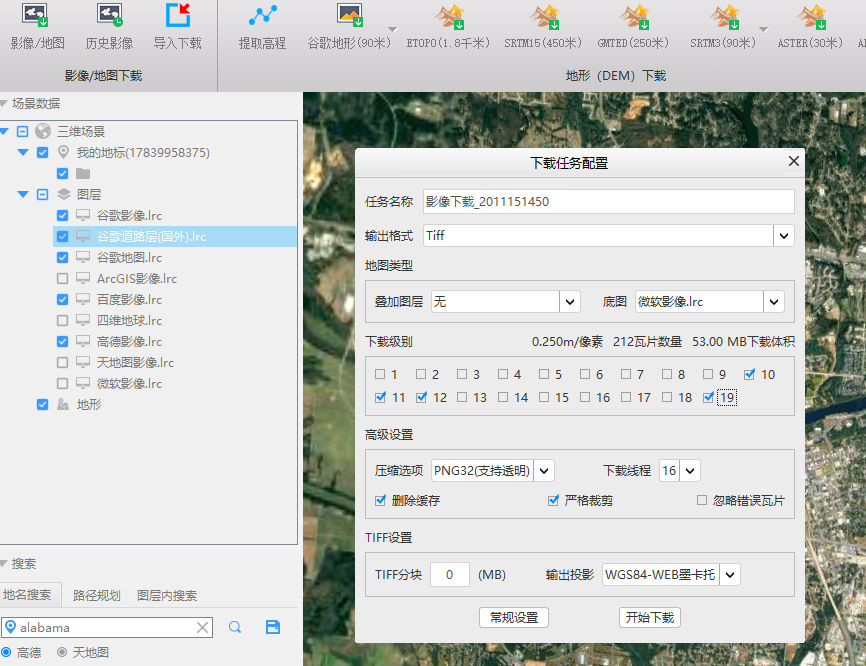 影像/地图 历史影像 导入下载 提取高程 谷歌地形(90米) ETOPO(1.8千米) SRTM15(450米) GMTED(250米) SRTM3(90米) ASTER(30米)
影像/地图下载 地形（DEM）下载
场景数据
三维场景
我的地标(17839958375)
图层
谷歌影像.lrc
谷歌道路层(国外).lrc
谷歌地图.lrc
ArcGIS影像.lrc
百度影像.lrc
四维地球.lrc
高德影像.lrc
天地图影像.lrc
微软影像.lrc
地形
搜索
地名搜索 路径规划 图层内搜索
alabama
高德 天地图
下载任务配置
任务名称 影像下载_2011151450
输出格式 Tiff
地图类型
叠加图层 无 底图 微软影像.lrc
下载级别 0.250m/像素 212瓦片数量 53.00 MB下载体积
1 2 3 4 5 6 7 8 9 10
11 12 13 14 15 16 17 18 19
高级设置
压缩选项 PNG32(支持透明) 下载线程 16
删除缓存 严格裁剪 忽略错误瓦片
TIFF设置
TIFF分块 0 (MB) 输出投影 WGS84-WEB墨卡托
常规设置 开始下载